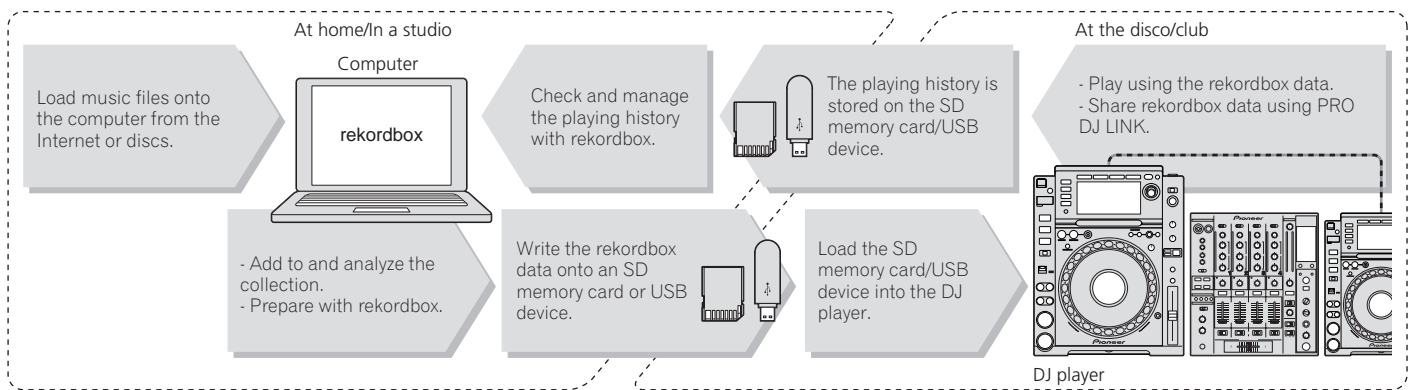 At home/In a studio
At the disco/club
Computer
Load music files onto
the computer from the
Internet or discs.
rekordbox
Check and manage
the playing history
with rekordbox.
The playing history is
stored on the SD
memory card/USB
device.
- Play using the rekordbox data.
- Share rekordbox data using PRO
DJ LINK.
- Add to and analyze the
collection.
- Prepare with rekordbox.
Write the rekordbox
data onto an SD
memory card or USB
device.
Load the SD
memory card/USB
device into the DJ
player.
Pioneer
Pioneer
DJ player